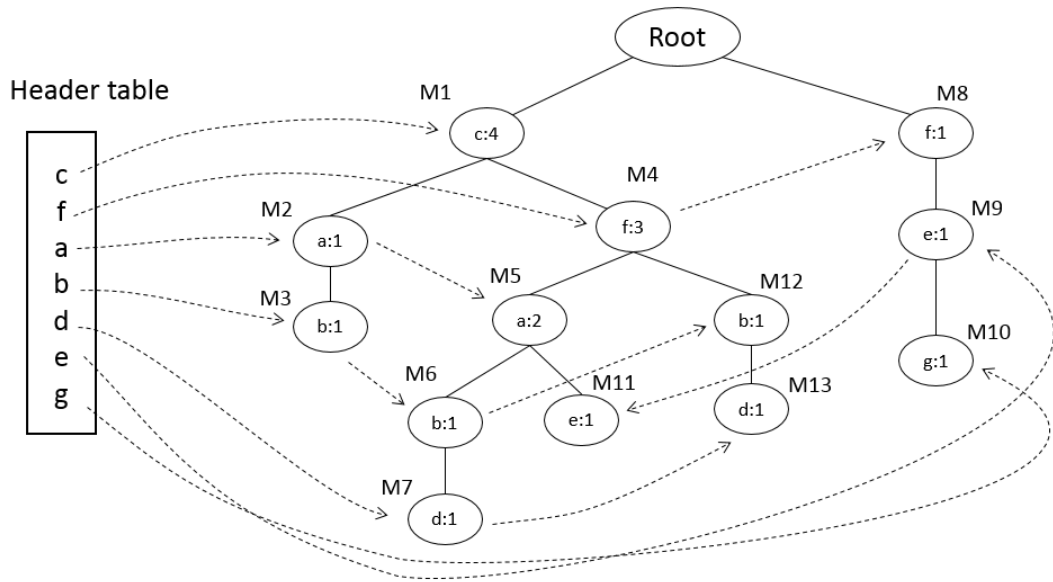 Root
Header table
M1
M8
c:4
f:1
c
f
a
b
d
e
g
M4
M2
M9
a:1
f:3
e:1
M5
M12
M3
b:1
a:2
b:1
M10
g:1
M6
M11
M13
b:1
e:1
d:1
M7
d:1